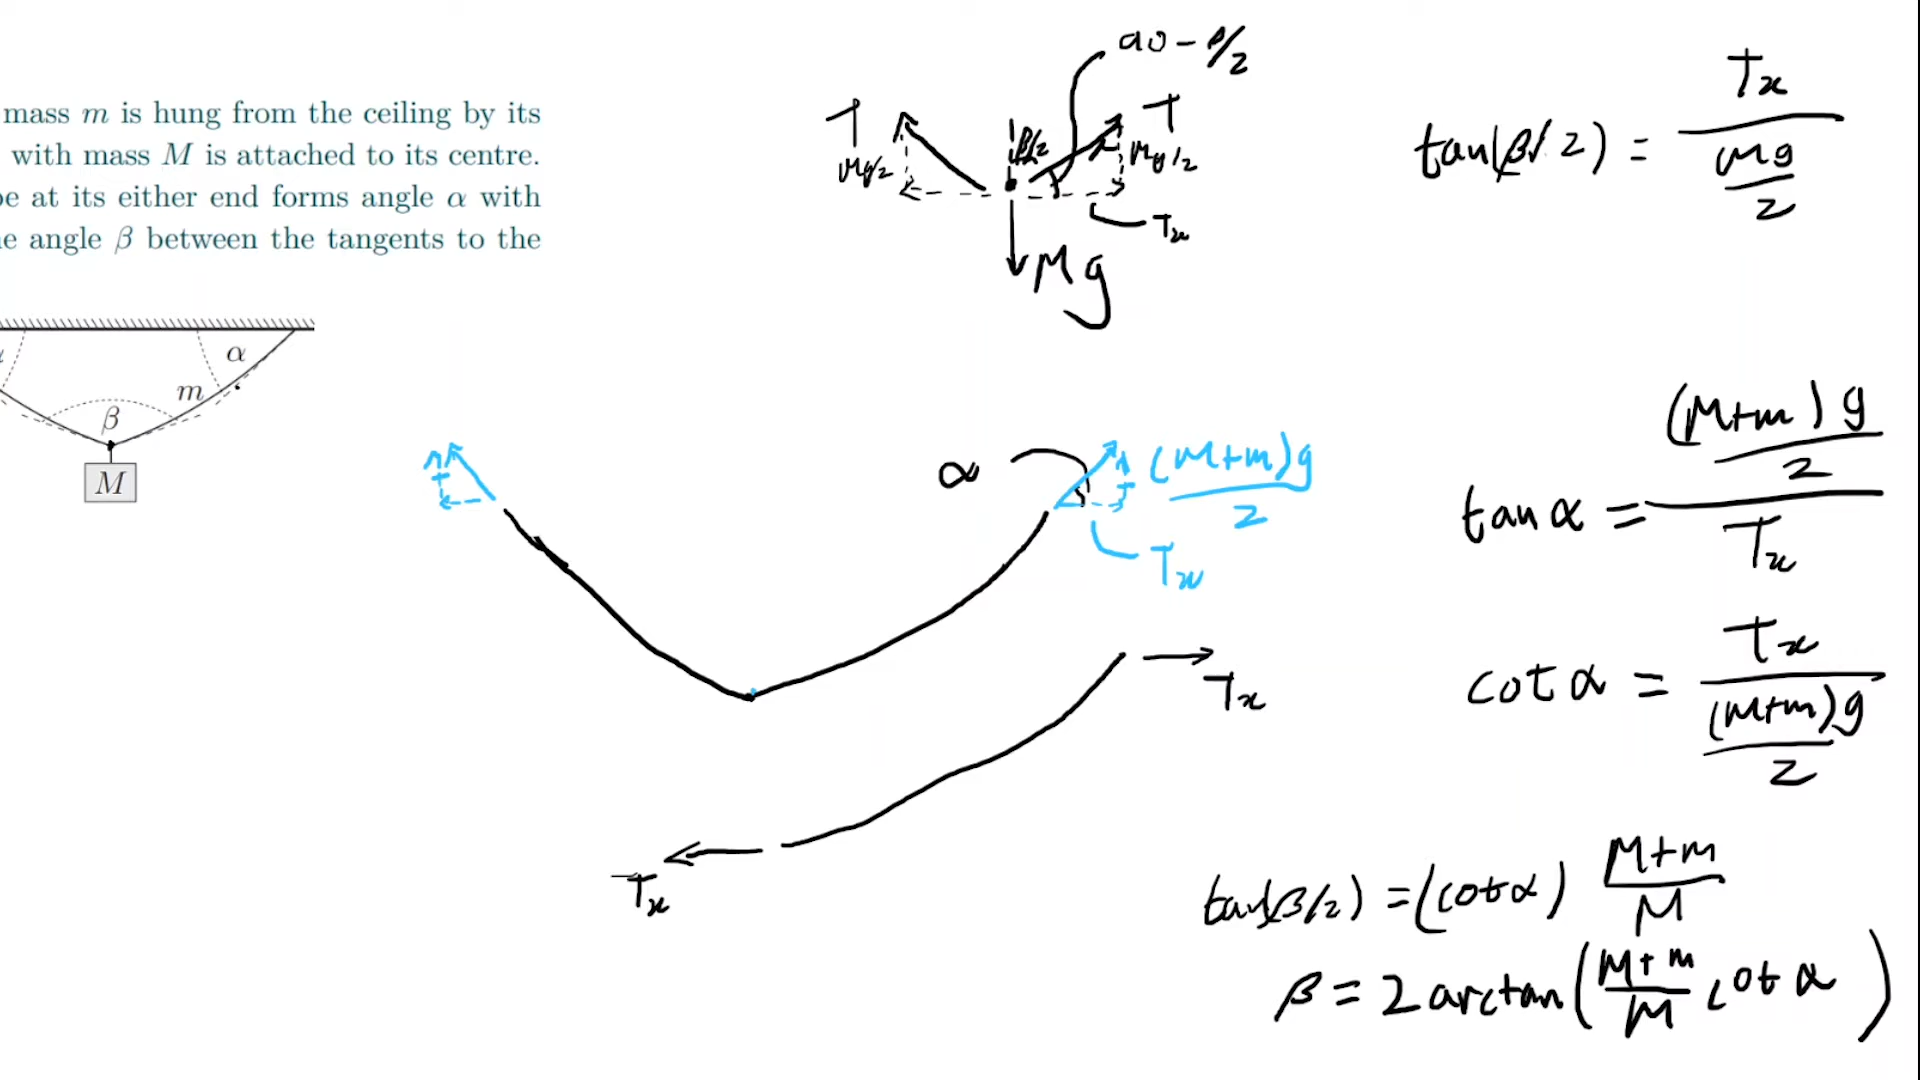 mass m is hung from the ceiling by its
with mass M is attached to its centre.
be at its either end forms angle α with
e angle β between the tangents to the
α
m
β
M
90 - β/2
T
Mg/2
β/2
T
Mg/2
Tx
Mg
tan(β/2) = Tx / (Mg/2)
α
(M+m)g/2
Tx
tan α = ((M+m)g/2) / Tx
Tx
Tx
cot α = Tx / ((M+m)g/2)
tan(β/2) = (cot α) (M+m)/M
β = 2 arctan((M+m)/M cot α)